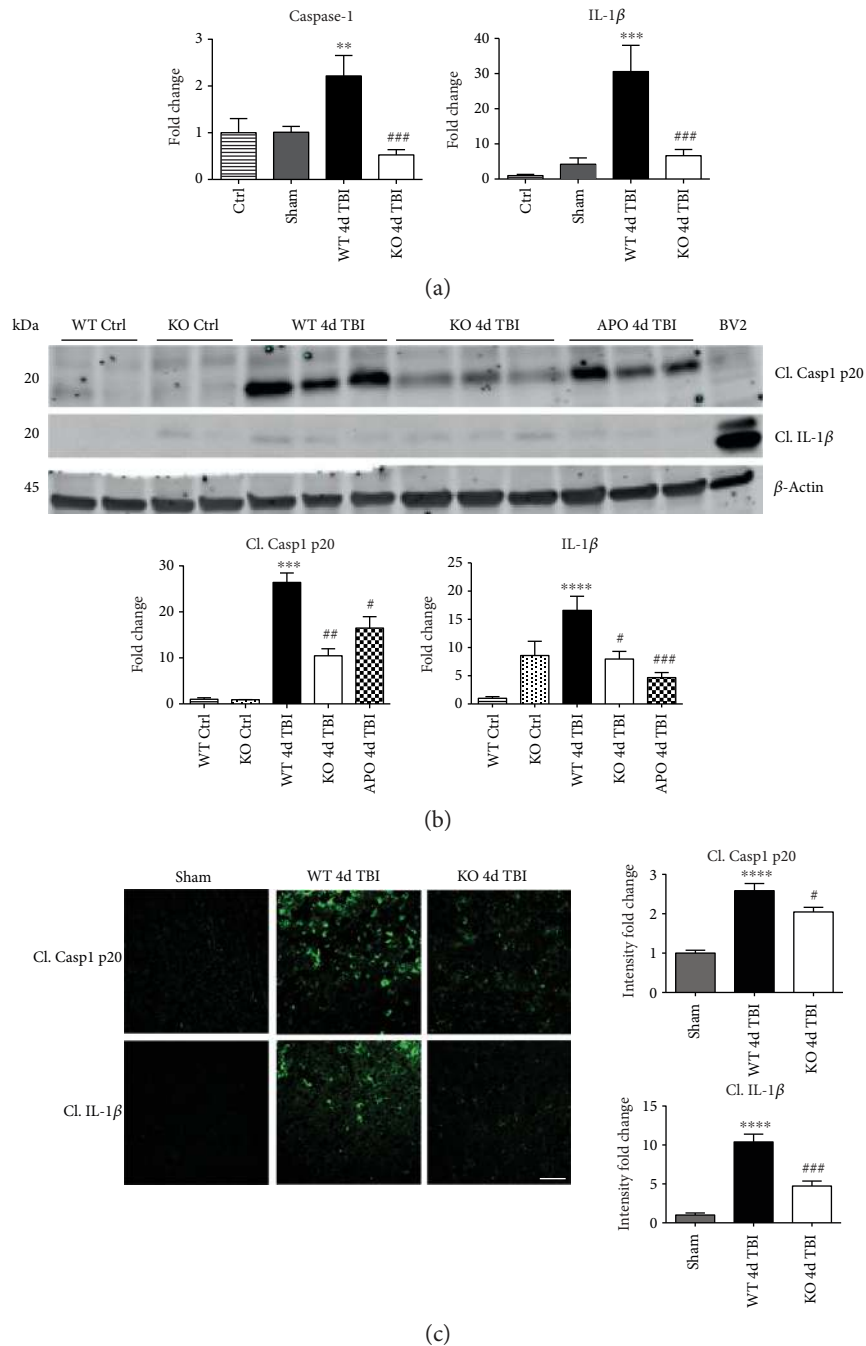 Caspase-1
Fold change
3
2
1
0
**
###
Ctrl
Sham
WT 4d TBI
KO 4d TBI
IL-1β
Fold change
40
30
20
10
0
***
###
Ctrl
Sham
WT 4d TBI
KO 4d TBI
(a)
kDa WT Ctrl KO Ctrl WT 4d TBI KO 4d TBI APO 4d TBI BV2
20 Cl. Casp1 p20
20 Cl. IL-1β
45 β-Actin
Cl. Casp1 p20
Fold change
30
20
10
0
***
##
#
WT Ctrl
KO Ctrl
WT 4d TBI
KO 4d TBI
APO 4d TBI
IL-1β
Fold change
25
20
15
10
5
0
****
#
###
WT Ctrl
KO Ctrl
WT 4d TBI
KO 4d TBI
APO 4d TBI
(b)
Sham WT 4d TBI KO 4d TBI
Cl. Casp1 p20
Cl. IL-1β
Cl. Casp1 p20
Intensity fold change
3
2
1
0
****
#
Sham
WT 4d TBI
KO 4d TBI
Cl. IL-1β
Intensity fold change
15
10
5
0
****
###
Sham
WT 4d TBI
KO 4d TBI
(c)